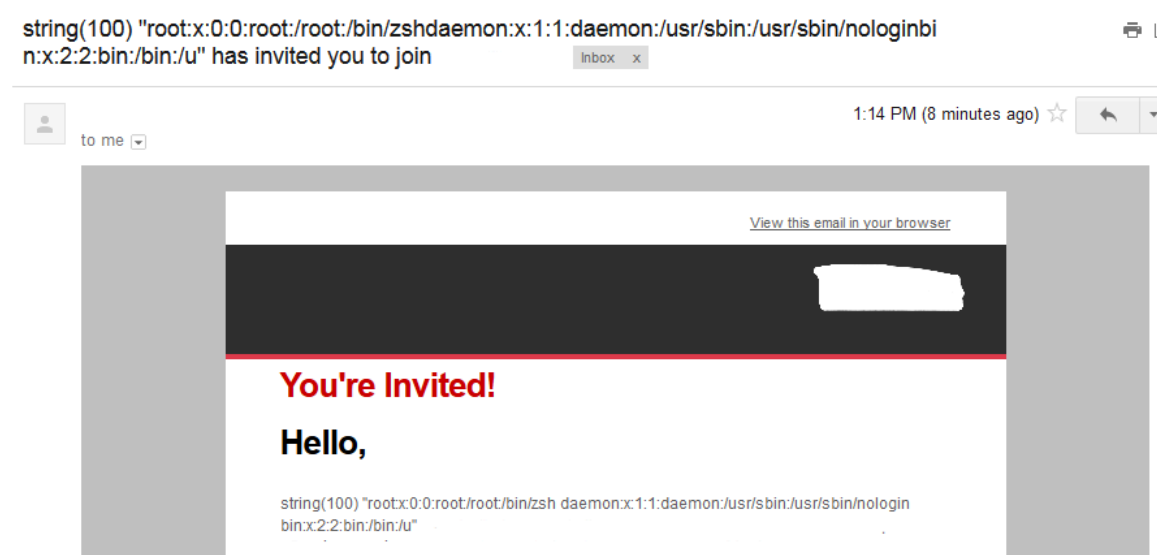 string(100) "root:x:0:0:root:/root:/bin/zshdaemon:x:1:1:daemon:/usr/sbin:/usr/sbin/nologinbi
n:x:2:2:bin:/bin:/u" has invited you to join
Inbox x
1:14 PM (8 minutes ago)
to me
View this email in your browser
You're Invited!
Hello,
string(100) "root:x:0:0:root:/root:/bin/zsh daemon:x:1:1:daemon:/usr/sbin:/usr/sbin/nologin
bin:x:2:2:bin:/bin:/u"